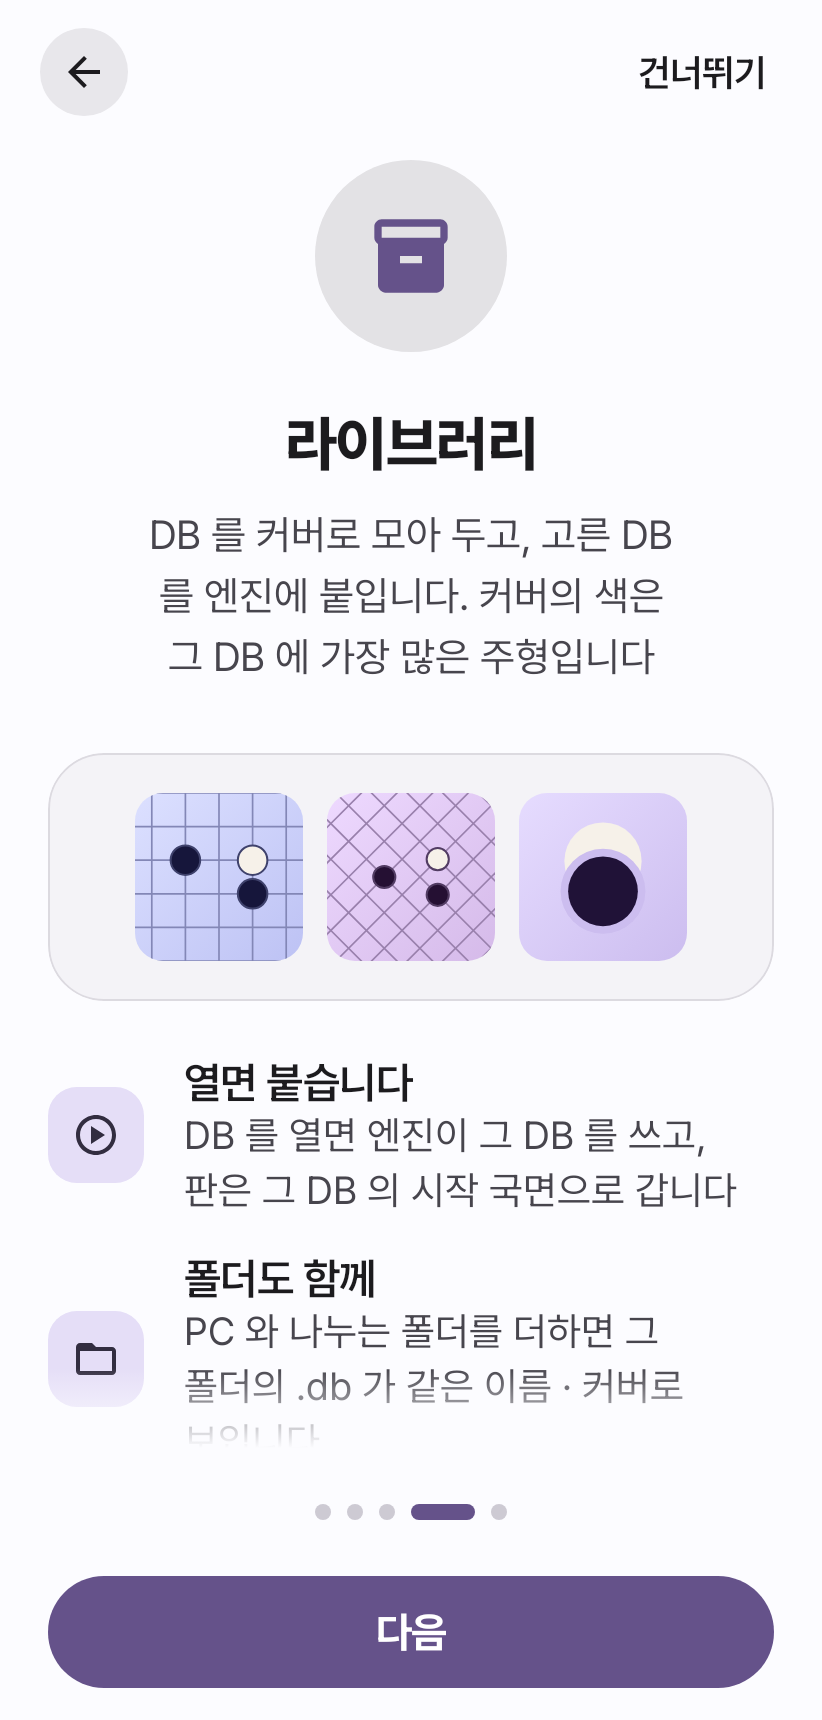 건너뛰기
라이브러리
DB 를 커버로 모아 두고, 고른 DB
를 엔진에 붙입니다. 커버의 색은
그 DB 에 가장 많은 주형입니다
열면 붙습니다
DB 를 열면 엔진이 그 DB 를 쓰고,
판은 그 DB 의 시작 국면으로 갑니다
폴더도 함께
PC 와 나누는 폴더를 더하면 그
폴더의 .db 가 같은 이름 · 커버로
다음